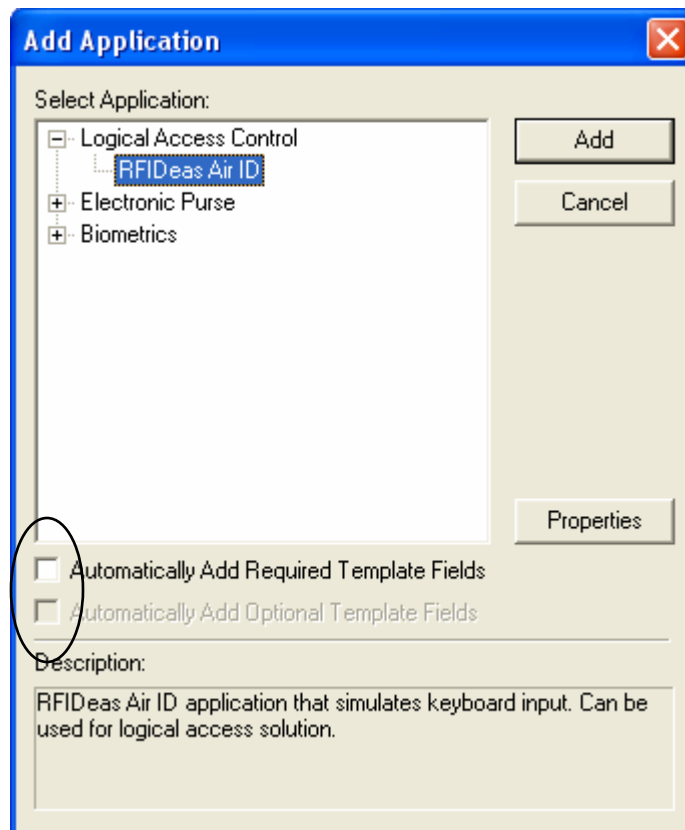 Add Application
Select Application:
Logical Access Control
RFIDeas Air ID
Electronic Purse
Biometrics
Add
Cancel
Properties
Automatically Add Required Template Fields
Automatically Add Optional Template Fields
Description:
RFIDeas Air ID application that simulates keyboard input. Can be
used for logical access solution.